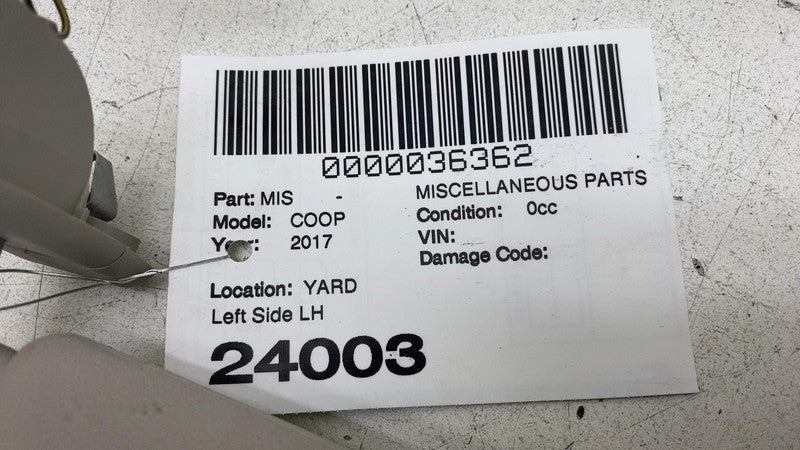 0000036362
Part: MIS - MISCELLANEOUS PARTS
Model: COOP Condition: 0cc
Year: 2017 VIN:
Damage Code:
Location: YARD
Left Side LH
24003